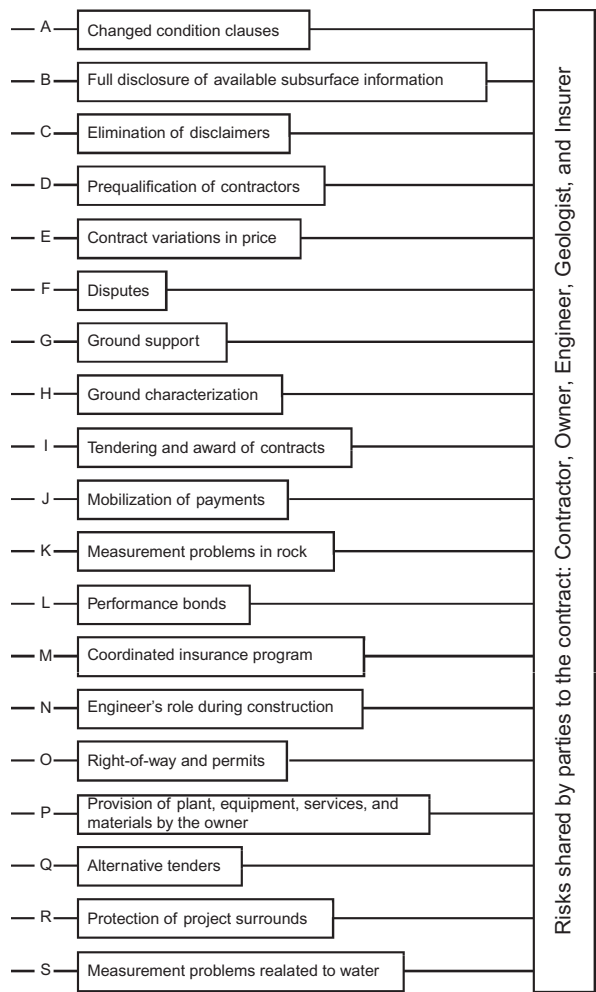 A Changed condition clauses
B Full disclosure of available subsurface information
C Elimination of disclaimers
D Prequalification of contractors
E Contract variations in price
F Disputes
G Ground support
H Ground characterization
I Tendering and award of contracts
J Mobilization of payments
K Measurement problems in rock
L Performance bonds
M Coordinated insurance program
N Engineer's role during construction
O Right-of-way and permits
P Provision of plant, equipment, services, and
materials by the owner
Q Alternative tenders
R Protection of project surrounds
S Measurement problems realated to water
Risks shared by parties to the contract: Contractor, Owner, Engineer, Geologist, and Insurer